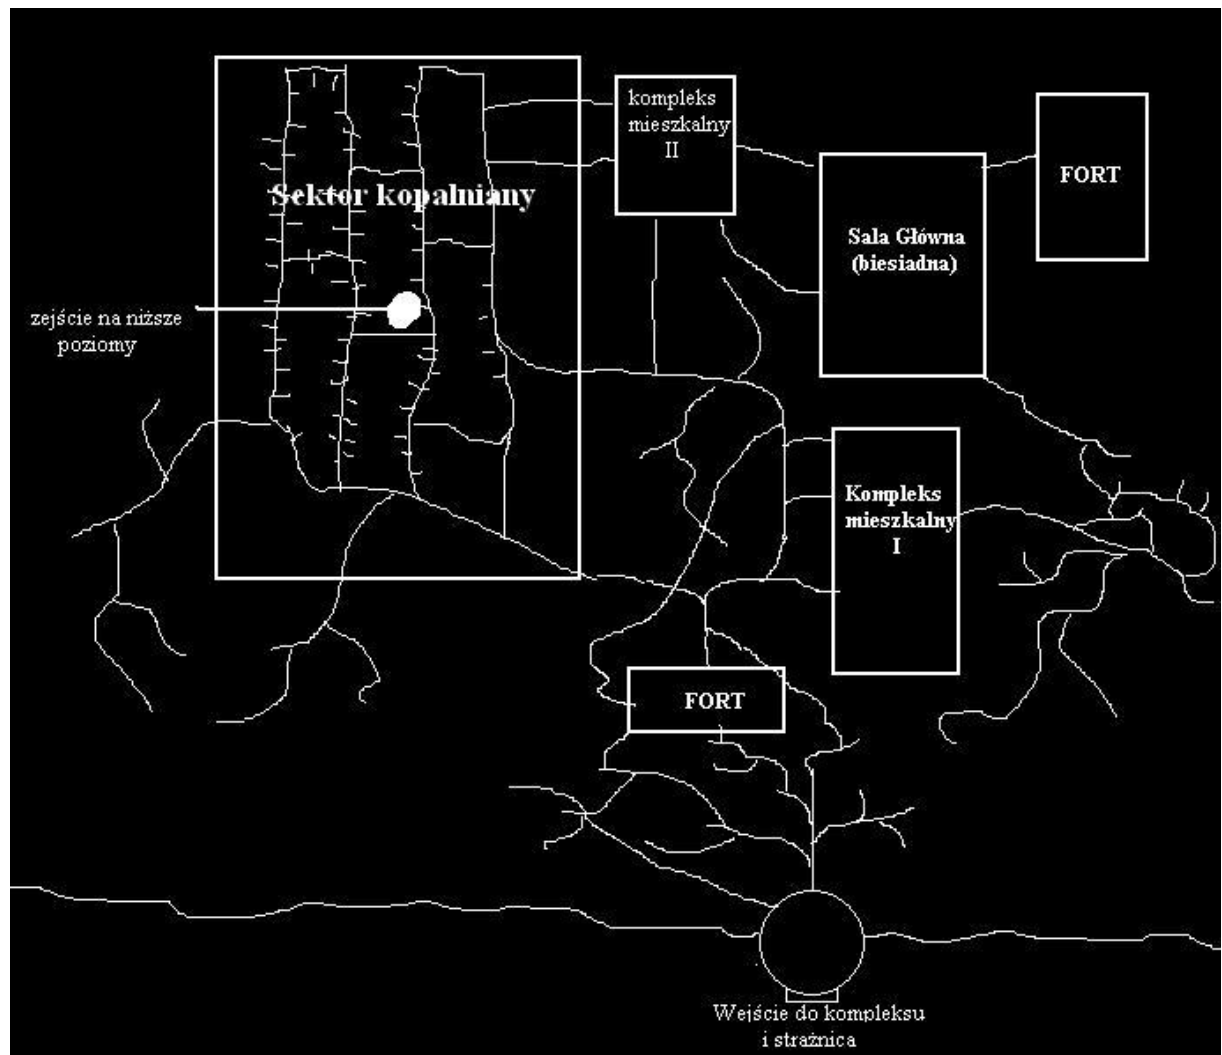 kompleks
mieszkalny
II
FORT
Sektor kopalniany
Sala Główna
(biesiadna)
zejście na niższe
poziomy
Kompleks
mieszkalny
I
FORT
Wejście do kompleksu
i strażnica